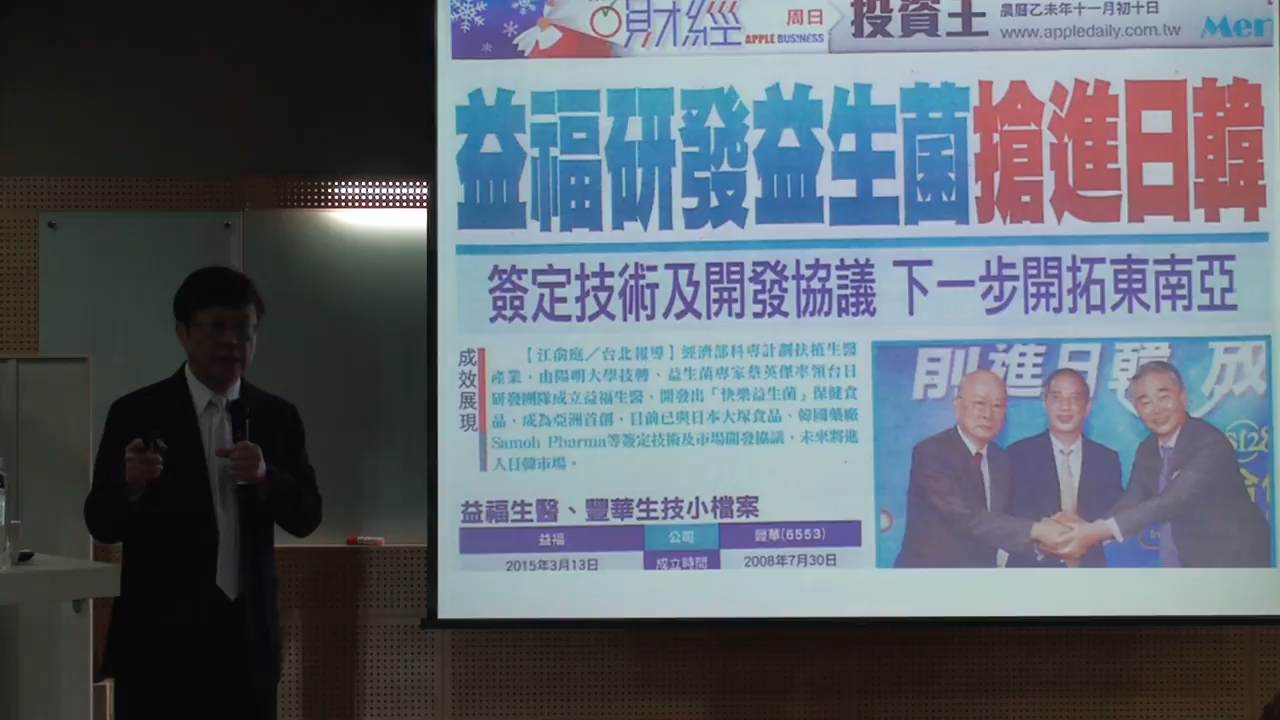 財經
周日
APPLE BUSINESS
投資王
農曆乙未年十一月初十日
www.appledaily.com.tw
益福研發益生菌搶進日韓
簽定技術及開發協議 下一步開拓東南亞
成效展現
【江俞庭╱台北報導】經濟部科專計劃扶植生醫
產業,由陽明大學技轉、益生菌專家蔡英傑率領台日
研發團隊成立益福生醫,開發出「快樂益生菌」保健食
品,成為亞洲首創,目前已與日本大塚食品、韓國藥廠
Samoh Pharma等簽定技術及市場開發協議,未來將進
入日韓市場。
前進日韓 放
益福生醫、豐華生技小檔案
益福 公司 豐華(6553)
2015年3月13日 成立時間 2008年7月30日